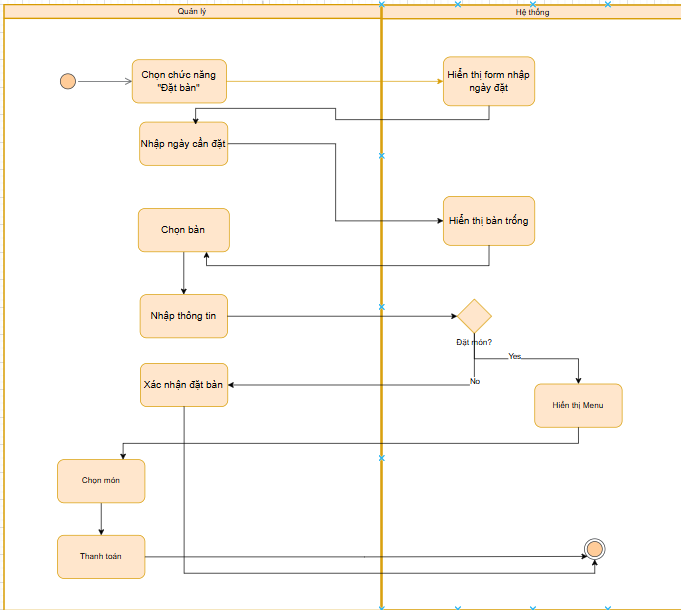 Quản lý
Hệ thống
Chọn chức năng
"Đặt bàn"
Hiển thị form nhập
ngày đặt
Nhập ngày cần đặt
Chọn bàn
Hiển thị bàn trống
Nhập thông tin
Đặt món?
Yes
No
Xác nhận đặt bàn
Hiển thị Menu
Chọn món
Thanh toán